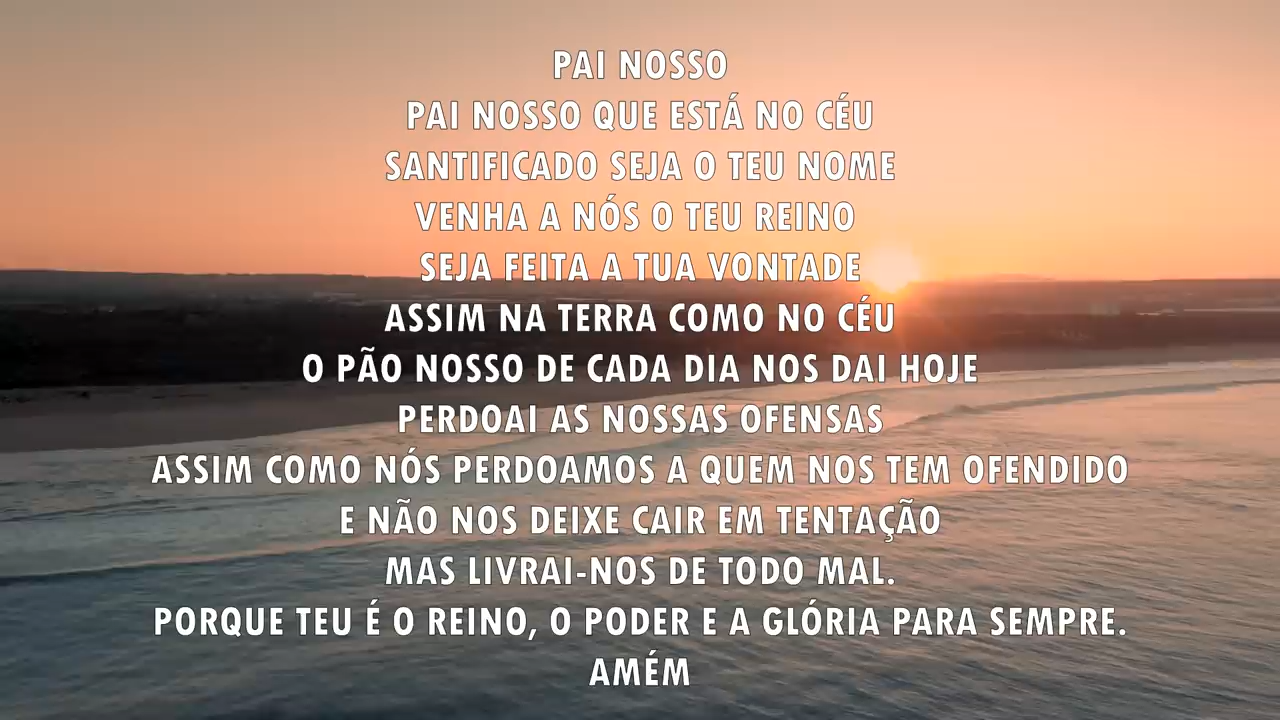 PAI NOSSO
PAI NOSSO QUE ESTÁ NO CÉU
SANTIFICADO SEJA O TEU NOME
VENHA A NÓS O TEU REINO
SEJA FEITA A TUA VONTADE
ASSIM NA TERRA COMO NO CÉU
O PÃO NOSSO DE CADA DIA NOS DAI HOJE
PERDOAI AS NOSSAS OFENSAS
ASSIM COMO NÓS PERDOAMOS A QUEM NOS TEM OFENDIDO
E NÃO NOS DEIXE CAIR EM TENTAÇÃO
MAS LIVRAI-NOS DE TODO MAL.
PORQUE TEU É O REINO, O PODER E A GLÓRIA PARA SEMPRE.
AMÉM